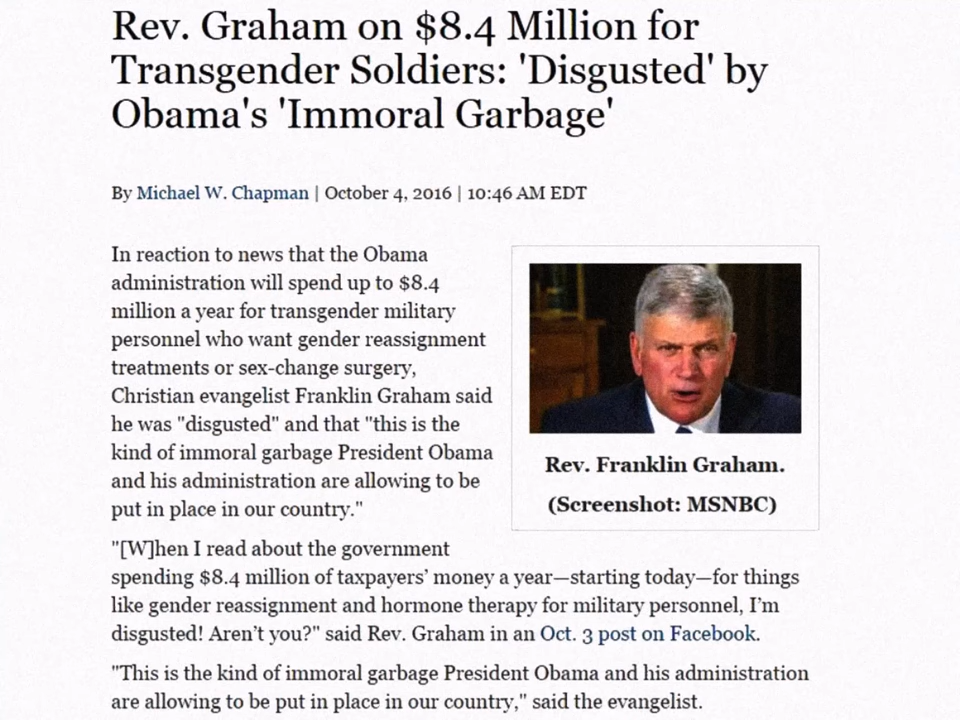 Rev. Graham on $8.4 Million for
Transgender Soldiers: 'Disgusted' by
Obama's 'Immoral Garbage'
By Michael W. Chapman | October 4, 2016 | 10:46 AM EDT
In reaction to news that the Obama
administration will spend up to $8.4
million a year for transgender military
personnel who want gender reassignment
treatments or sex-change surgery,
Christian evangelist Franklin Graham said
he was "disgusted" and that "this is the
kind of immoral garbage President Obama
and his administration are allowing to be
put in place in our country."
Rev. Franklin Graham.
(Screenshot: MSNBC)
"[W]hen I read about the government
spending $8.4 million of taxpayers’ money a year—starting today—for things
like gender reassignment and hormone therapy for military personnel, I’m
disgusted! Aren’t you?" said Rev. Graham in an Oct. 3 post on Facebook.
"This is the kind of immoral garbage President Obama and his administration
are allowing to be put in place in our country," said the evangelist.